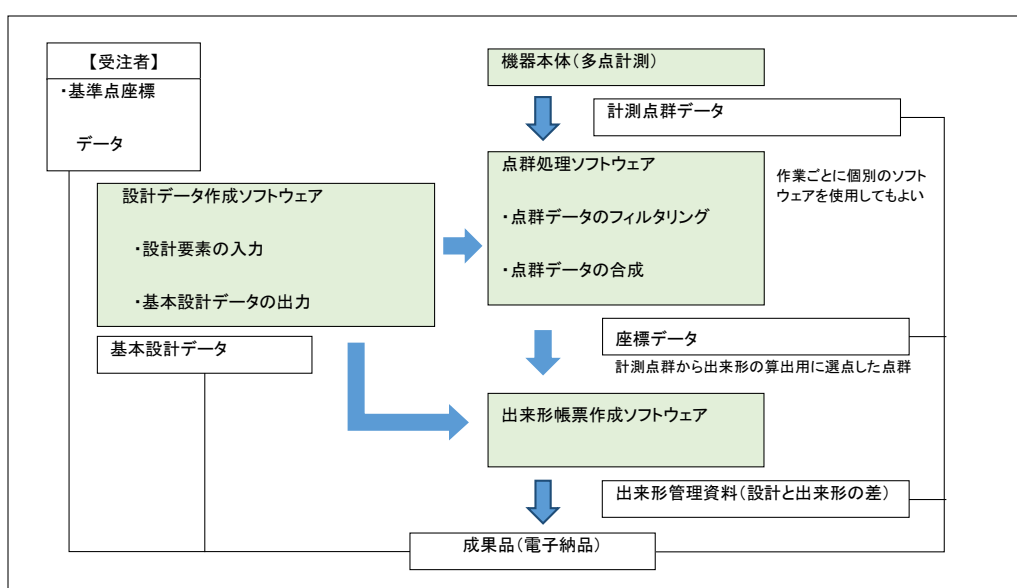 【受注者】
・基準点座標
データ
機器本体（多点計測）
計測点群データ
点群処理ソフトウェア
・点群データのフィルタリング
・点群データの合成
作業ごとに個別のソフト
ウェアを使用してもよい
設計データ作成ソフトウェア
・設計要素の入力
・基本設計データの出力
基本設計データ
座標データ
計測点群から出来形の算出用に選点した点群
出来形帳票作成ソフトウェア
出来形管理資料（設計と出来形の差）
成果品（電子納品）